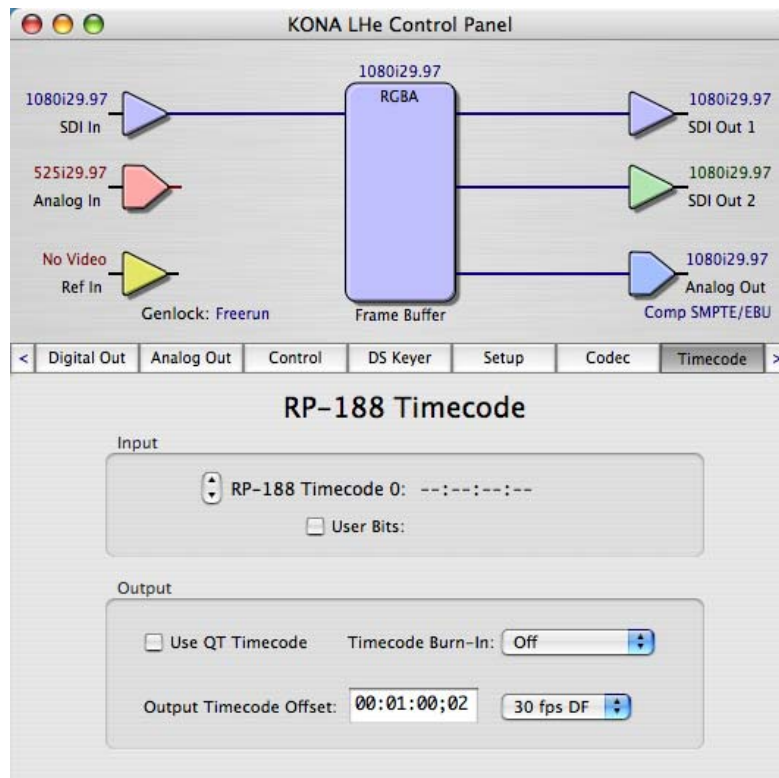 KONA LHe Control Panel
1080i29.97
1080i29.97
RGBA
1080i29.97
SDI In
SDI Out 1
525i29.97
1080i29.97
Analog In
SDI Out 2
No Video
1080i29.97
Ref In
Analog Out
Genlock: Freerun
Frame Buffer
Comp SMPTE/EBU
< Digital Out Analog Out Control DS Keyer Setup Codec Timecode >
RP-188 Timecode
Input
RP-188 Timecode 0: --:--:--:--
User Bits:
Output
Use QT Timecode Timecode Burn-In: Off
Output Timecode Offset: 00:01:00;02 30 fps DF